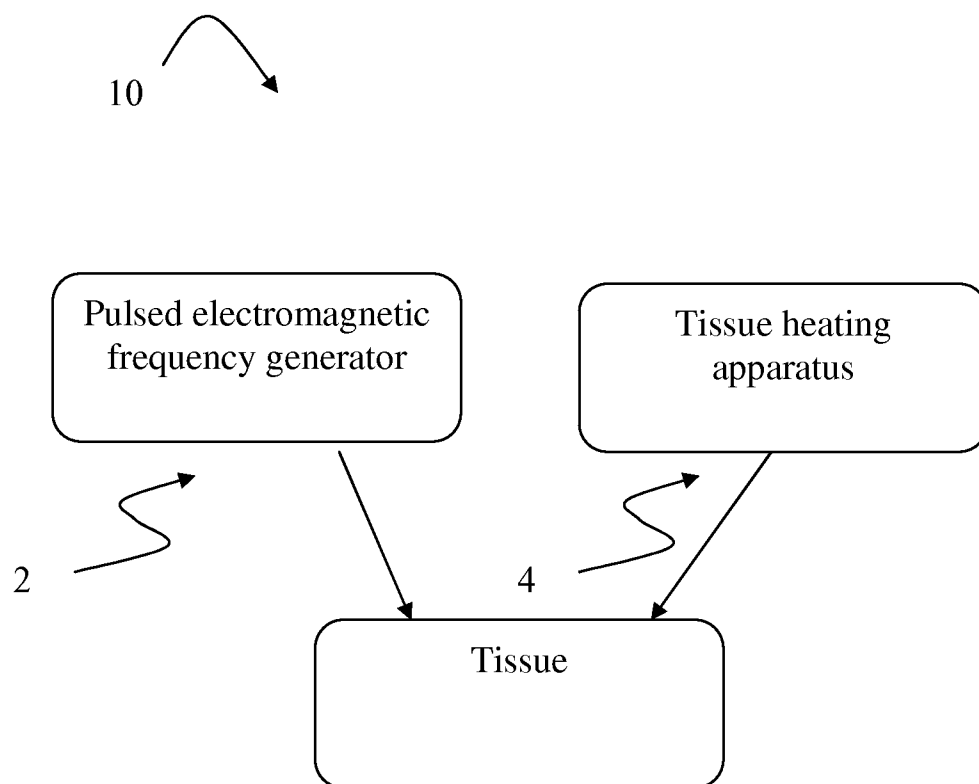 10
Pulsed electromagnetic
frequency generator
Tissue heating
apparatus
2
4
Tissue